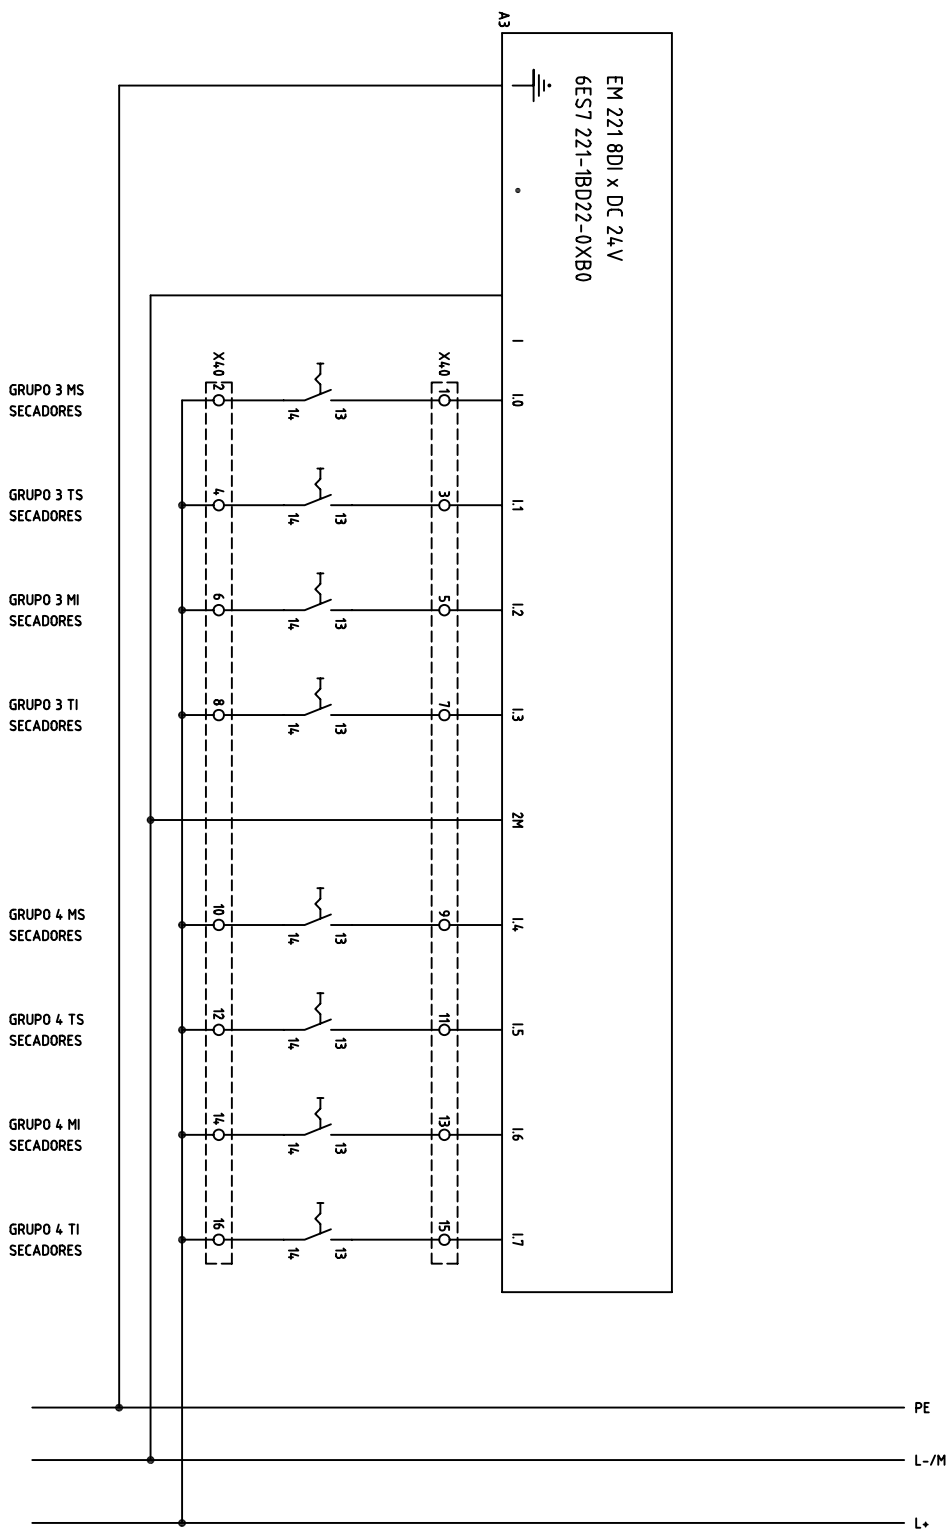 A3
EM 221 8DI x DC 24V
6ES7 221-1BD22-0XB0
I
X40
2
14
13
X40
1
I.0
GRUPO 3 MS
SECADORES
4
14
13
3
I.1
GRUPO 3 TS
SECADORES
6
14
13
5
I.2
GRUPO 3 MI
SECADORES
8
14
13
7
I.3
GRUPO 3 TI
SECADORES
2M
10
14
13
9
I.4
GRUPO 4 MS
SECADORES
12
14
13
11
I.5
GRUPO 4 TS
SECADORES
14
14
13
13
I.6
GRUPO 4 MI
SECADORES
16
14
13
15
I.7
GRUPO 4 TI
SECADORES
PE
L-/M
L+